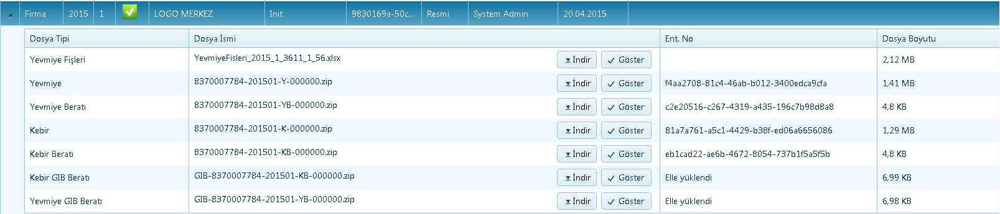 Firma 2015 1 LOGO MERKEZ Init 9830169a-50c... Resmi System Admin 20.04.2015
Dosya Tipi Dosya İsmi Ent. No Dosya Boyutu
Yevmiye Fişleri YevmiyeFisleri_2015_1_3611_1_56.xlsx İndir Göster 2,12 MB
Yevmiye 8370007784-201501-Y-000000.zip İndir Göster f4aa2708-81c4-46ab-b012-3400edca9cfa 1,41 MB
Yevmiye Beratı 8370007784-201501-YB-000000.zip İndir Göster c2e20516-c267-4319-a435-196c7b98d8a8 4,8 KB
Kebir 8370007784-201501-K-000000.zip İndir Göster 81a7a761-a5c1-4429-b38f-ed06a6656086 1,29 MB
Kebir Beratı 8370007784-201501-KB-000000.zip İndir Göster eb1cad22-ae6b-4672-8054-737b1f5a5f5b 4,8 KB
Kebir GIB Beratı GIB-8370007784-201501-KB-000000.zip İndir Göster Elle yüklendi 6,99 KB
Yevmiye GIB Beratı GIB-8370007784-201501-YB-000000.zip İndir Göster Elle yüklendi 6,98 KB